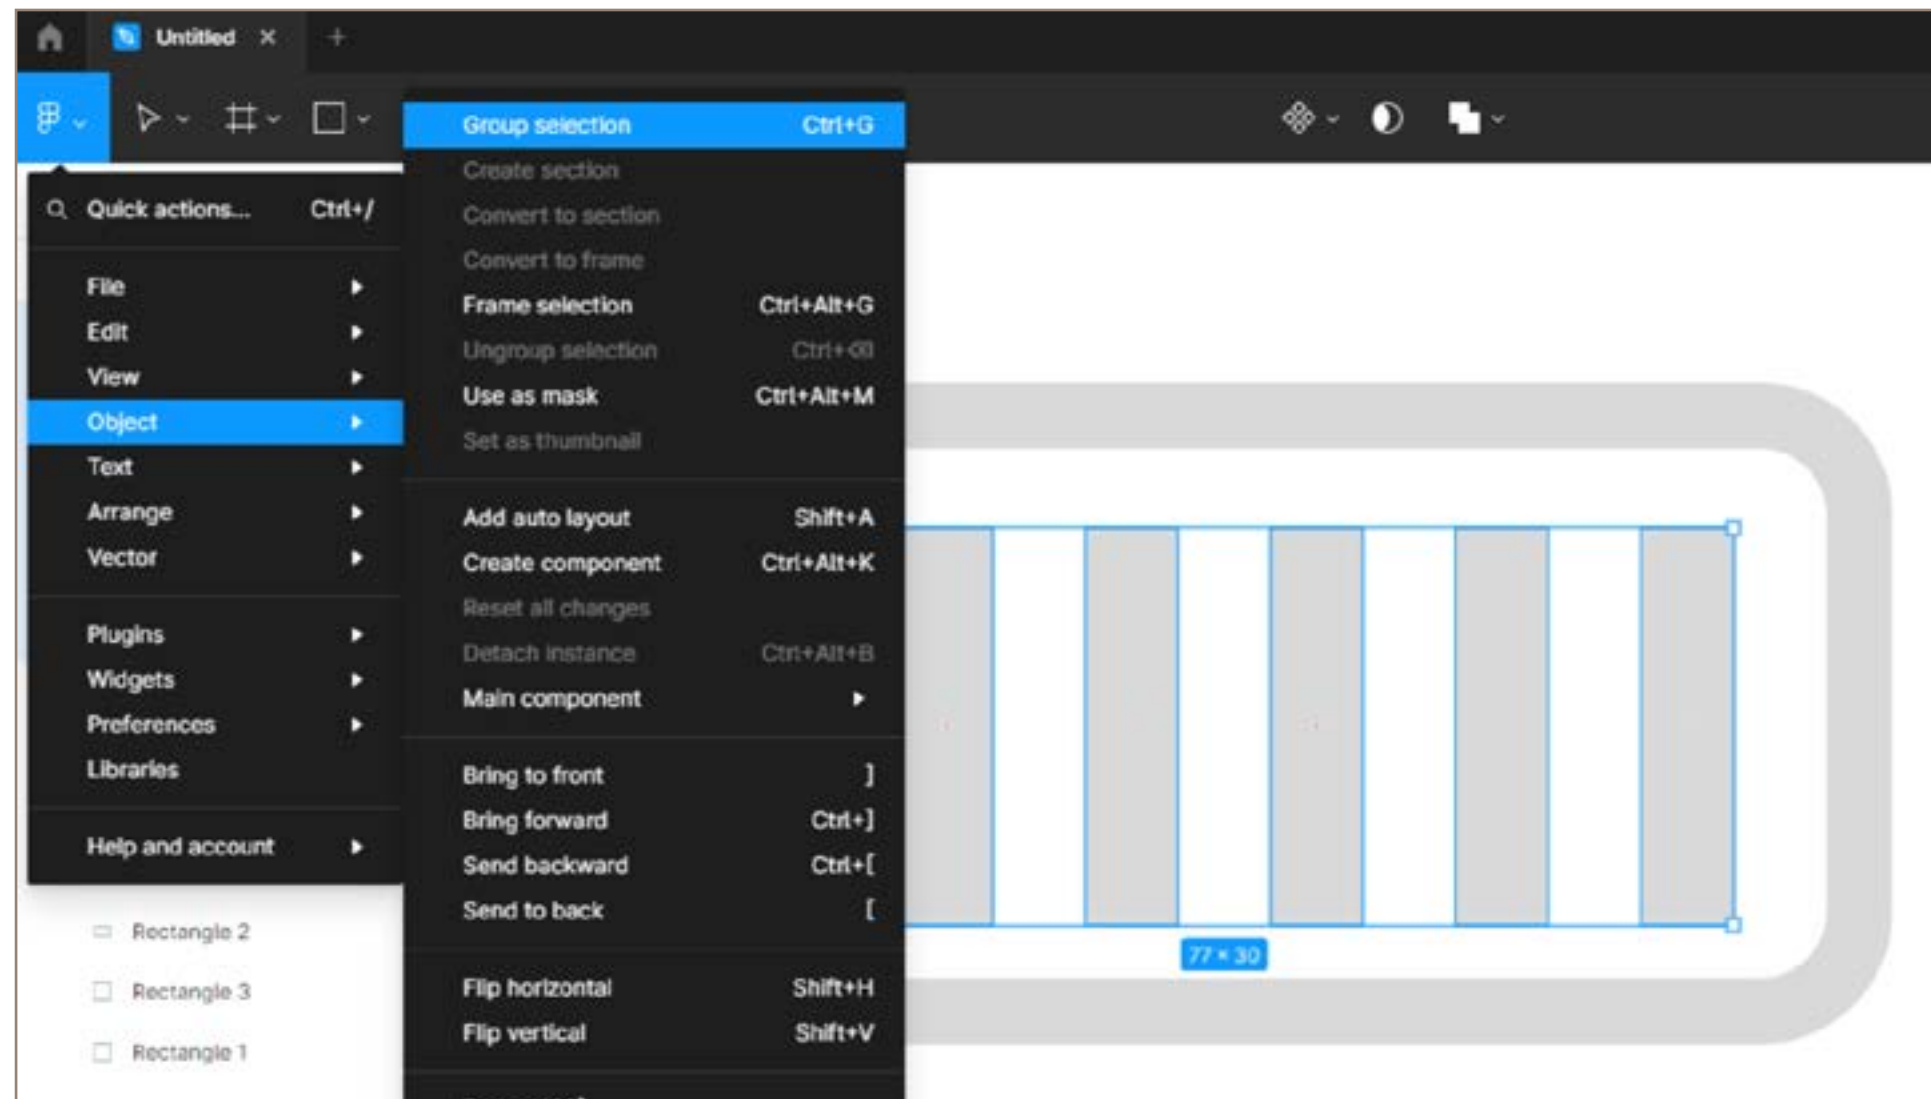 Untitled
Quick actions... Ctrl+/
File
Edit
View
Object
Text
Arrange
Vector
Plugins
Widgets
Preferences
Libraries
Help and account
Group selection Ctrl+G
Create section
Convert to section
Convert to frame
Frame selection Ctrl+Alt+G
Ungroup selection Ctrl+⌫
Use as mask Ctrl+Alt+M
Set as thumbnail
Add auto layout Shift+A
Create component Ctrl+Alt+K
Reset all changes
Detach instance Ctrl+Alt+B
Main component
Bring to front ]
Bring forward Ctrl+]
Send backward Ctrl+[
Send to back [
Flip horizontal Shift+H
Flip vertical Shift+V
Rectangle 2
Rectangle 3
Rectangle 1
77 × 30